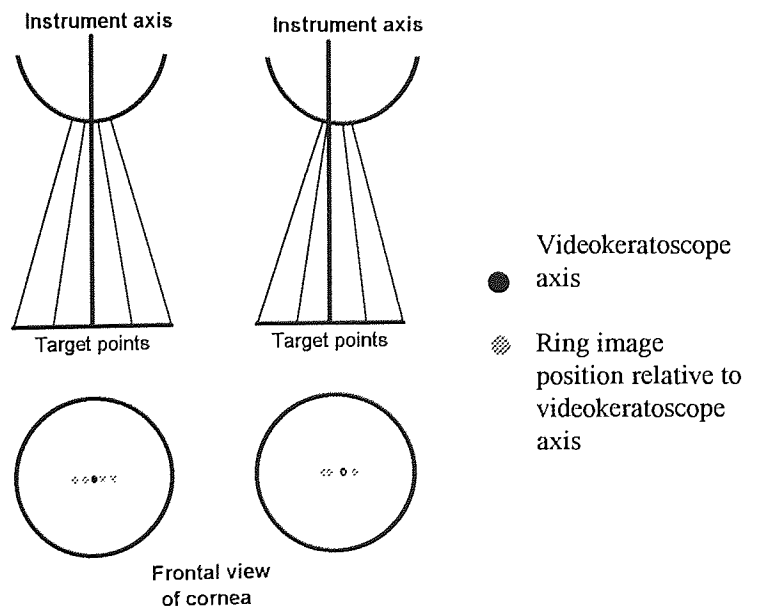 Instrument axis
Instrument axis
Target points
Target points
Videokeratoscope
axis
Ring image
position relative to
videokeratoscope
axis
Frontal view
of cornea